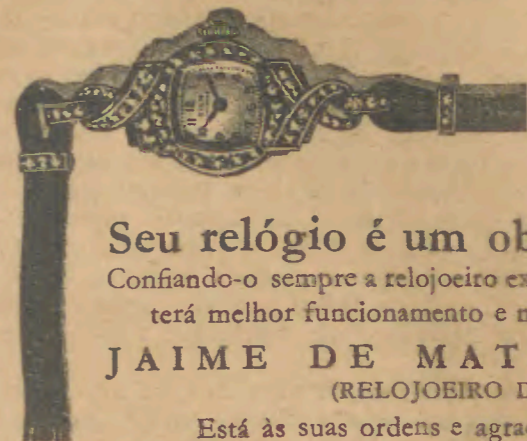 Seu relógio é um ob
Confiando-o sempre a relojoeiro ex
terá melhor funcionamento e m
JAIME DE MAT
(RELOJOEIRO D
Está às suas ordens e agrad